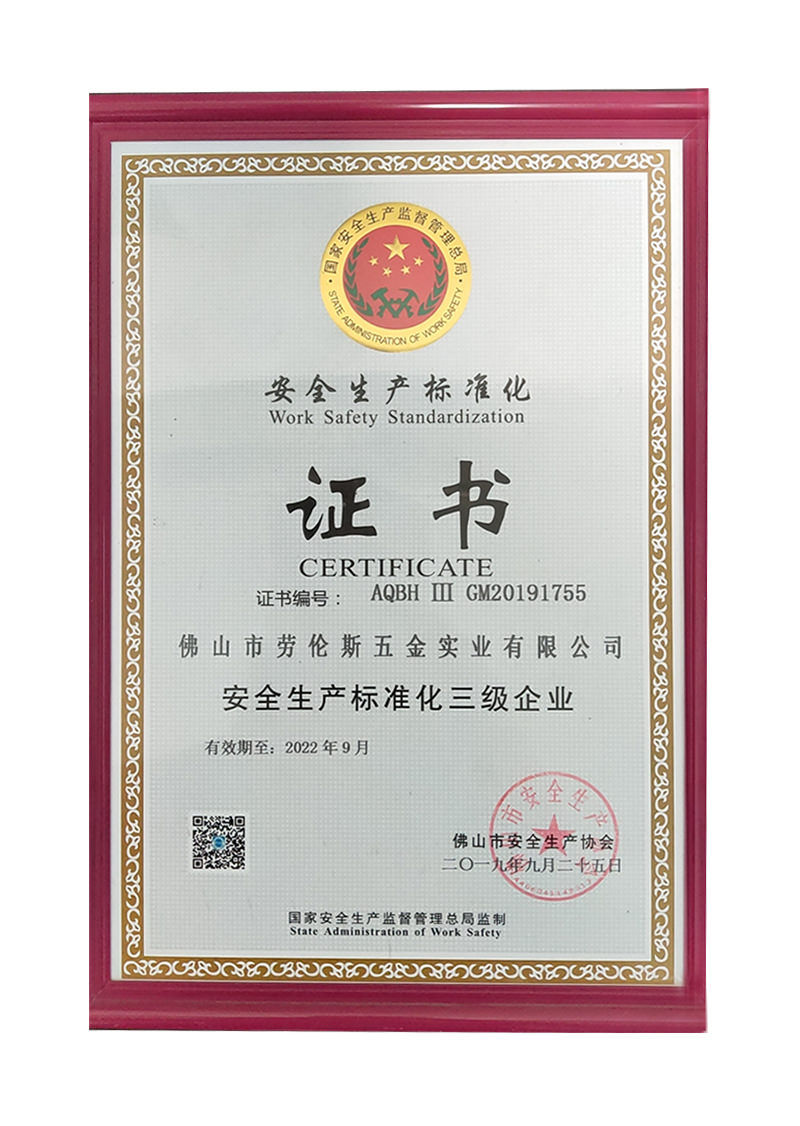 国家安全生产监督管理总局
STATE ADMINISTRATION OF WORK SAFETY
安全生产标准化
Work Safety Standardization
证书
CERTIFICATE
证书编号： AQBH Ⅲ GM20191755
佛山市劳伦斯五金实业有限公司
安全生产标准化三级企业
有效期至：2022年9月
佛山市安全生产协会
二〇一九年九月二十五日
国家安全生产监督管理总局监制
State Administration of Work Safety